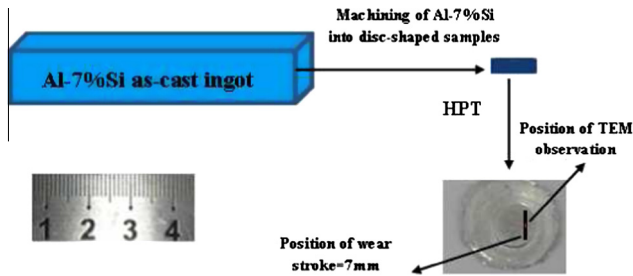 Machining of Al-7%Si
into disc-shaped samples
Al-7%Si as-cast ingot
HPT
Position of TEM
observation
1 2 3 4
Position of wear
stroke=7mm